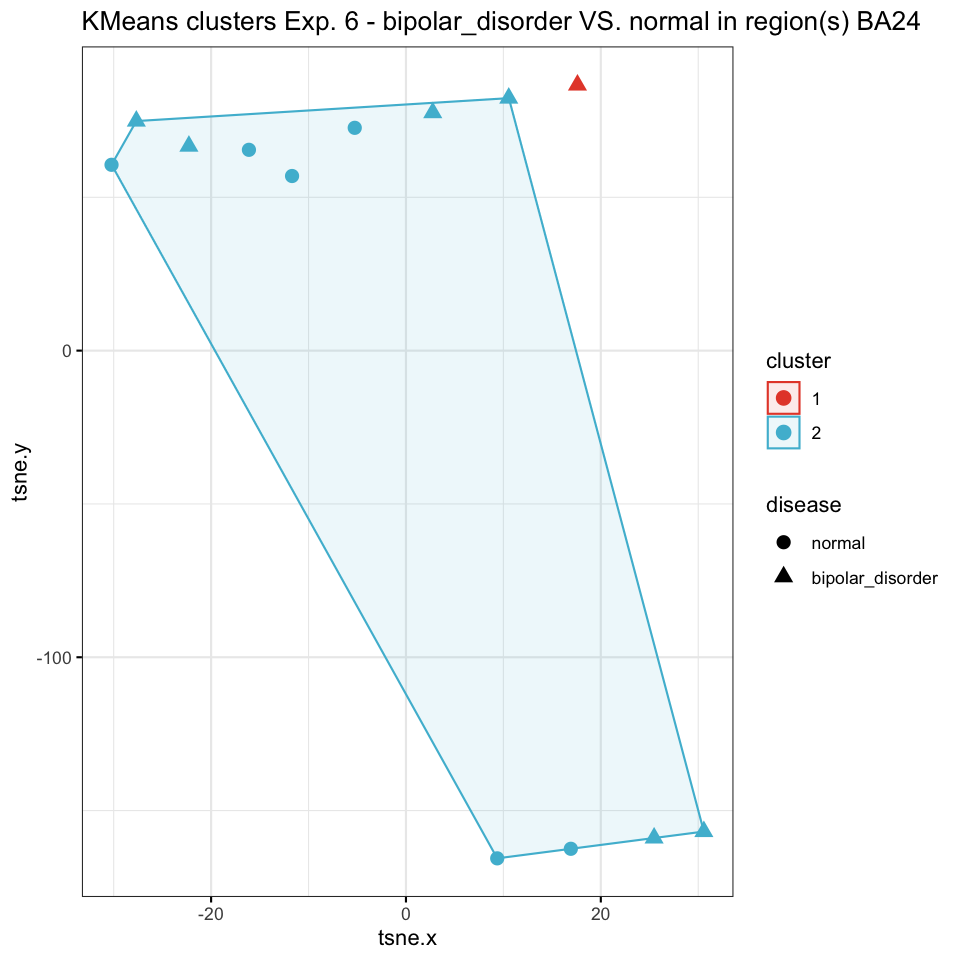 KMeans clusters Exp. 6 - bipolar_disorder VS. normal in region(s) BA24
0
-100
-20
0
20
tsne.x
tsne.y
cluster
1
2
disease
normal
bipolar_disorder